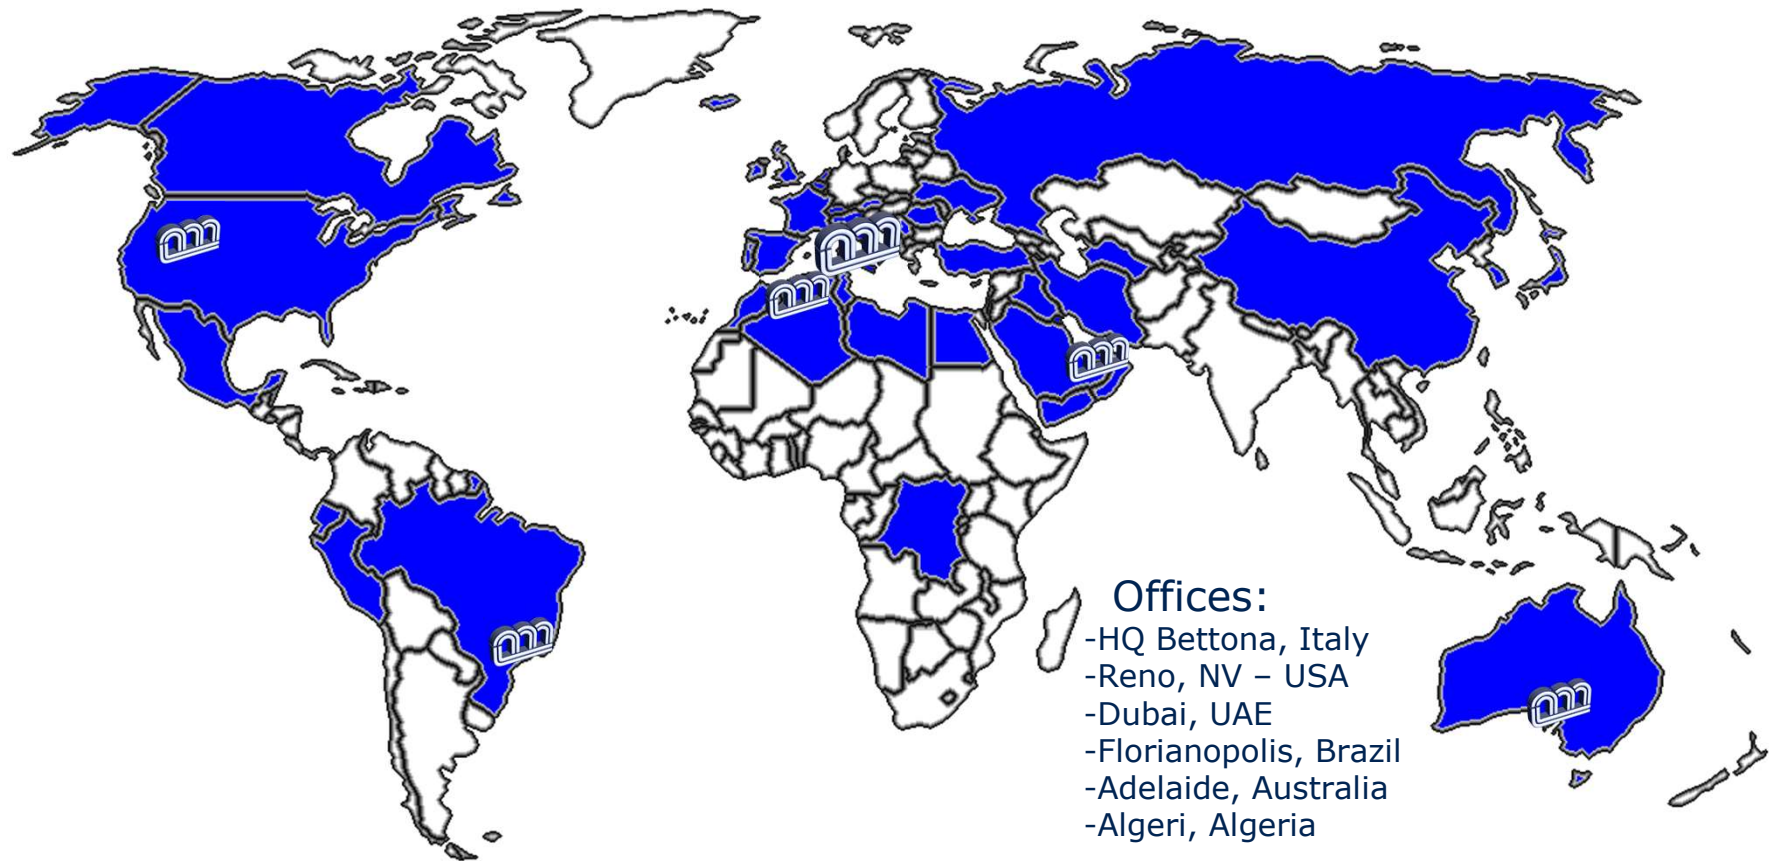 Offices:
-HQ Bettona, Italy
-Reno, NV – USA
-Dubai, UAE
-Florianopolis, Brazil
-Adelaide, Australia
-Algeri, Algeria